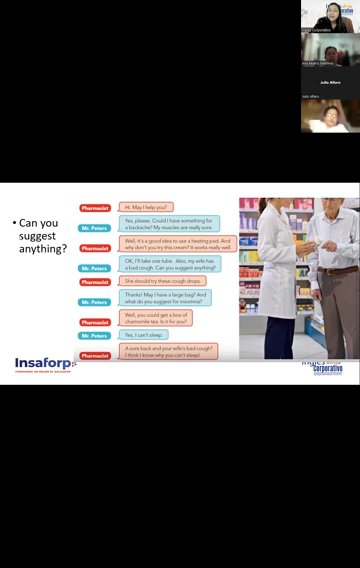 Julio Alfaro
• Can you
suggest
anything?
Pharmacist
Hi. May I help you?
Mr. Peters
Yes, please. Could I have something for
a backache? My muscles are really sore.
Pharmacist
Well, it's a good idea to use a heating pad. And
why don't you try this cream? It works really well.
Mr. Peters
OK, I'll take one tube. Also, my wife has
a bad cough. Can you suggest anything?
Pharmacist
She should try these cough drops.
Mr. Peters
Thanks! May I have a large bag? And
what do you suggest for insomnia?
Pharmacist
Well, you could get a box of
chamomile tea. Is it for you?
Mr. Peters
Yes, I can't sleep.
Pharmacist
A sore back and your wife's bad cough?
I think I know why you can't sleep!
Insaforp
Inglés
Corporative